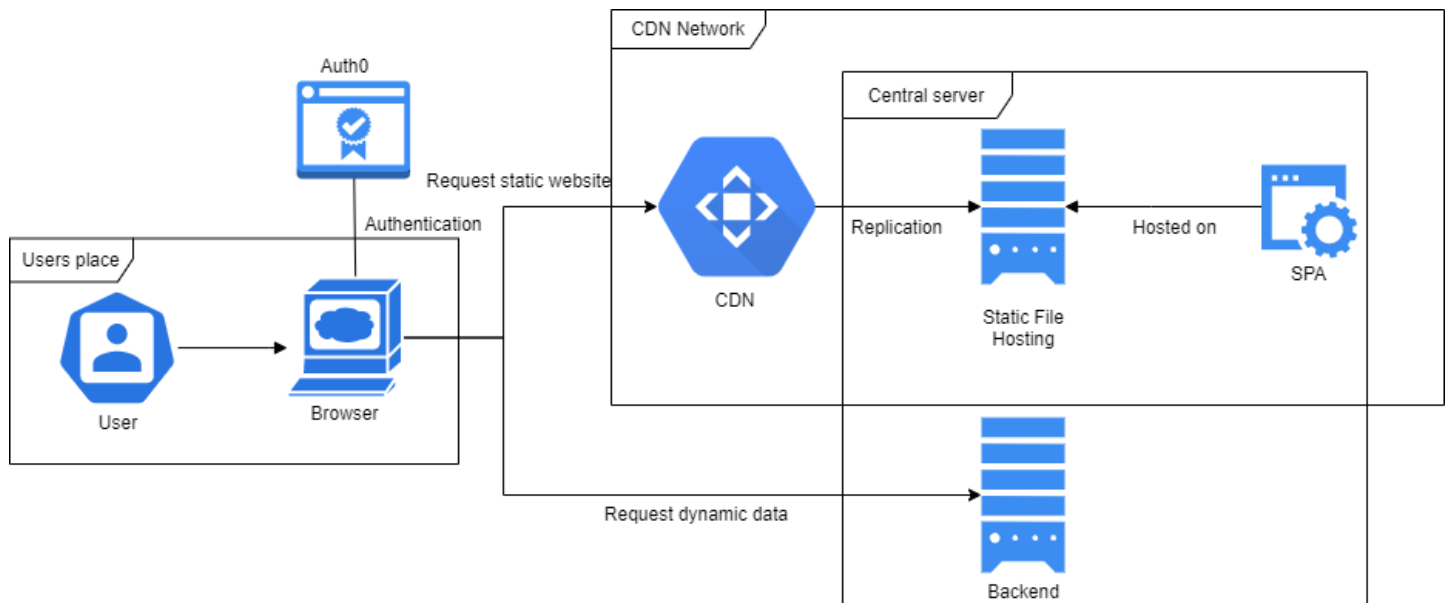 CDN Network
Auth0
Central server
Request static website
Authentication
Replication
Hosted on
Users place
SPA
CDN
Static File
Hosting
Browser
User
Request dynamic data
Backend